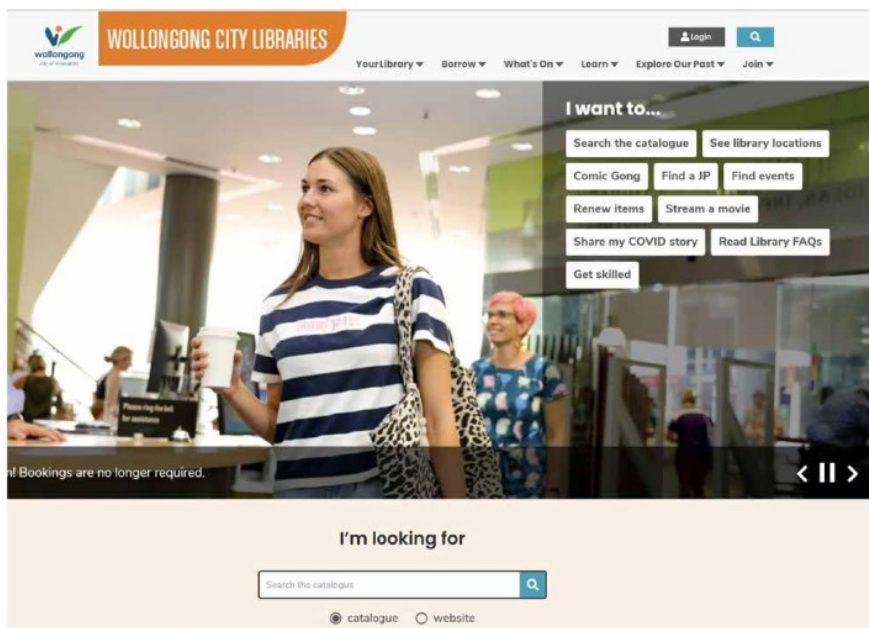 wollongong
city of innovation
WOLLONGONG CITY LIBRARIES
Login
Your Library
Borrow
What's On
Learn
Explore Our Past
Join
I want to...
Search the catalogue
See library locations
Comic Gong
Find a JP
Find events
Renew items
Stream a movie
Share my COVID story
Read Library FAQs
Get skilled
Please ring the bell
for assistance
n! Bookings are no longer required.
I'm looking for
Search the catalogue
catalogue
website